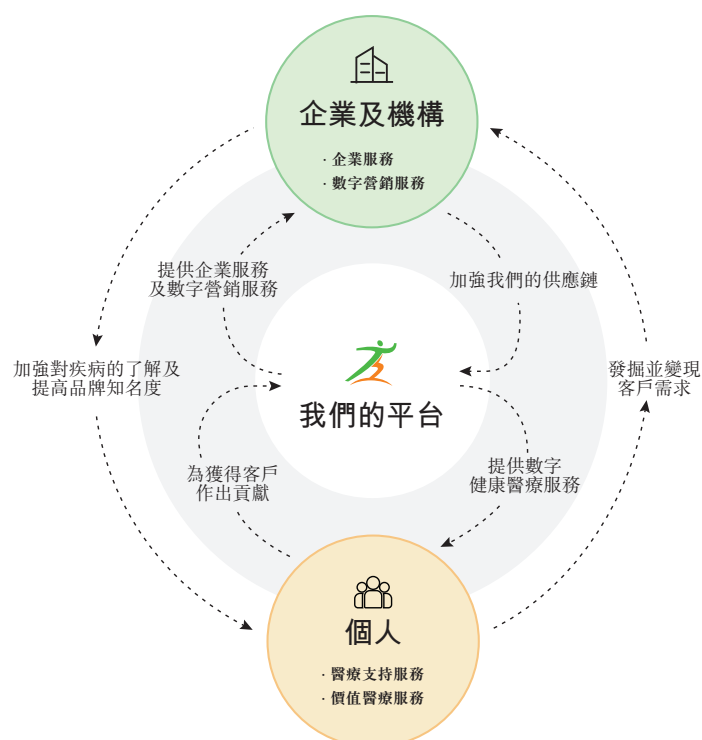 企業及機構
· 企業服務
· 數字營銷服務
提供企業服務
及數字營銷服務
加強我們的供應鏈
加強對疾病的了解及
提高品牌知名度
發掘並變現
客戶需求
我們的平台
為獲得客戶
作出貢獻
提供數字
健康醫療服務
個人
· 醫療支持服務
· 價值醫療服務